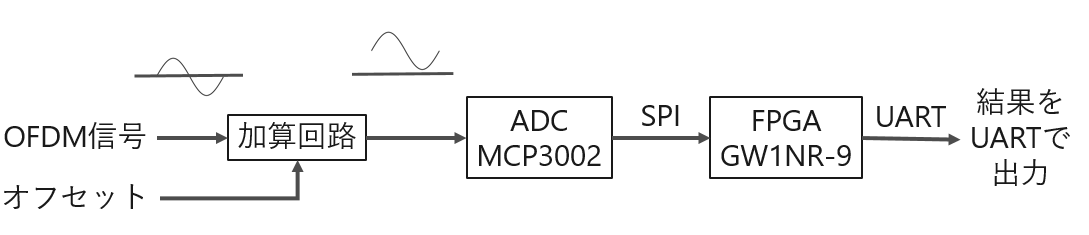 OFDM信号
オフセット
加算回路
ADC
MCP3002
SPI
FPGA
GW1NR-9
UART
結果を
UARTで
出力